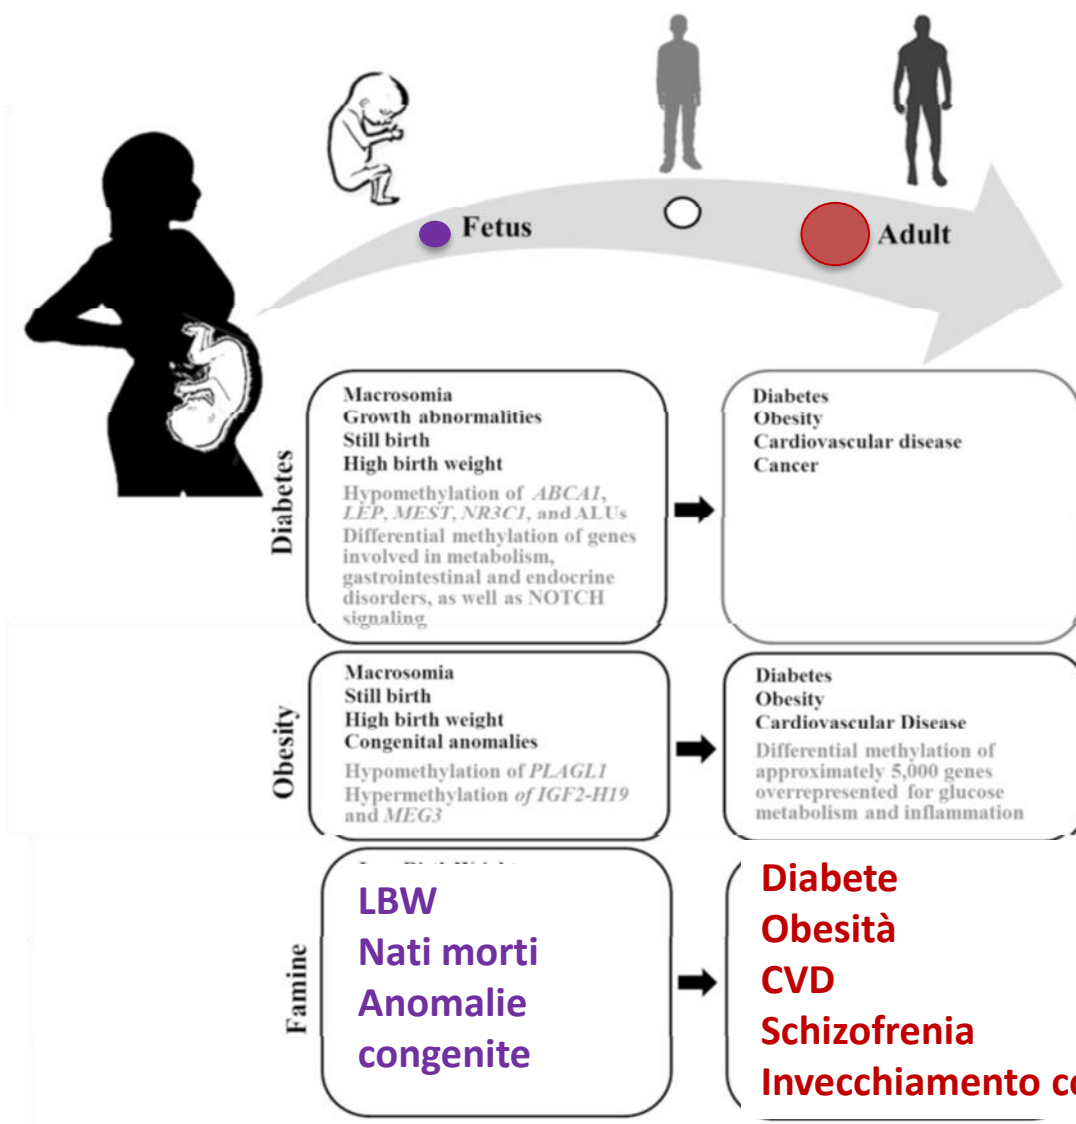 Fetus
Adult
Diabetes
Macrosomia
Growth abnormalities
Still birth
High birth weight
Hypomethylation of ABCA1,
LEP, MEST, NR3C1, and ALUs
Differential methylation of genes
involved in metabolism,
gastrointestinal and endocrine
disorders, as well as NOTCH
signaling
Diabetes
Obesity
Cardiovascular disease
Cancer
Obesity
Macrosomia
Still birth
High birth weight
Congenital anomalies
Hypomethylation of PLAGL1
Hypermethylation of IGF2-H19
and MEG3
Diabetes
Obesity
Cardiovascular Disease
Differential methylation of
approximately 5,000 genes
overrepresented for glucose
metabolism and inflammation
Famine
LBW
Nati morti
Anomalie
congenite
Diabete
Obesità
CVD
Schizofrenia
Invecchiamento